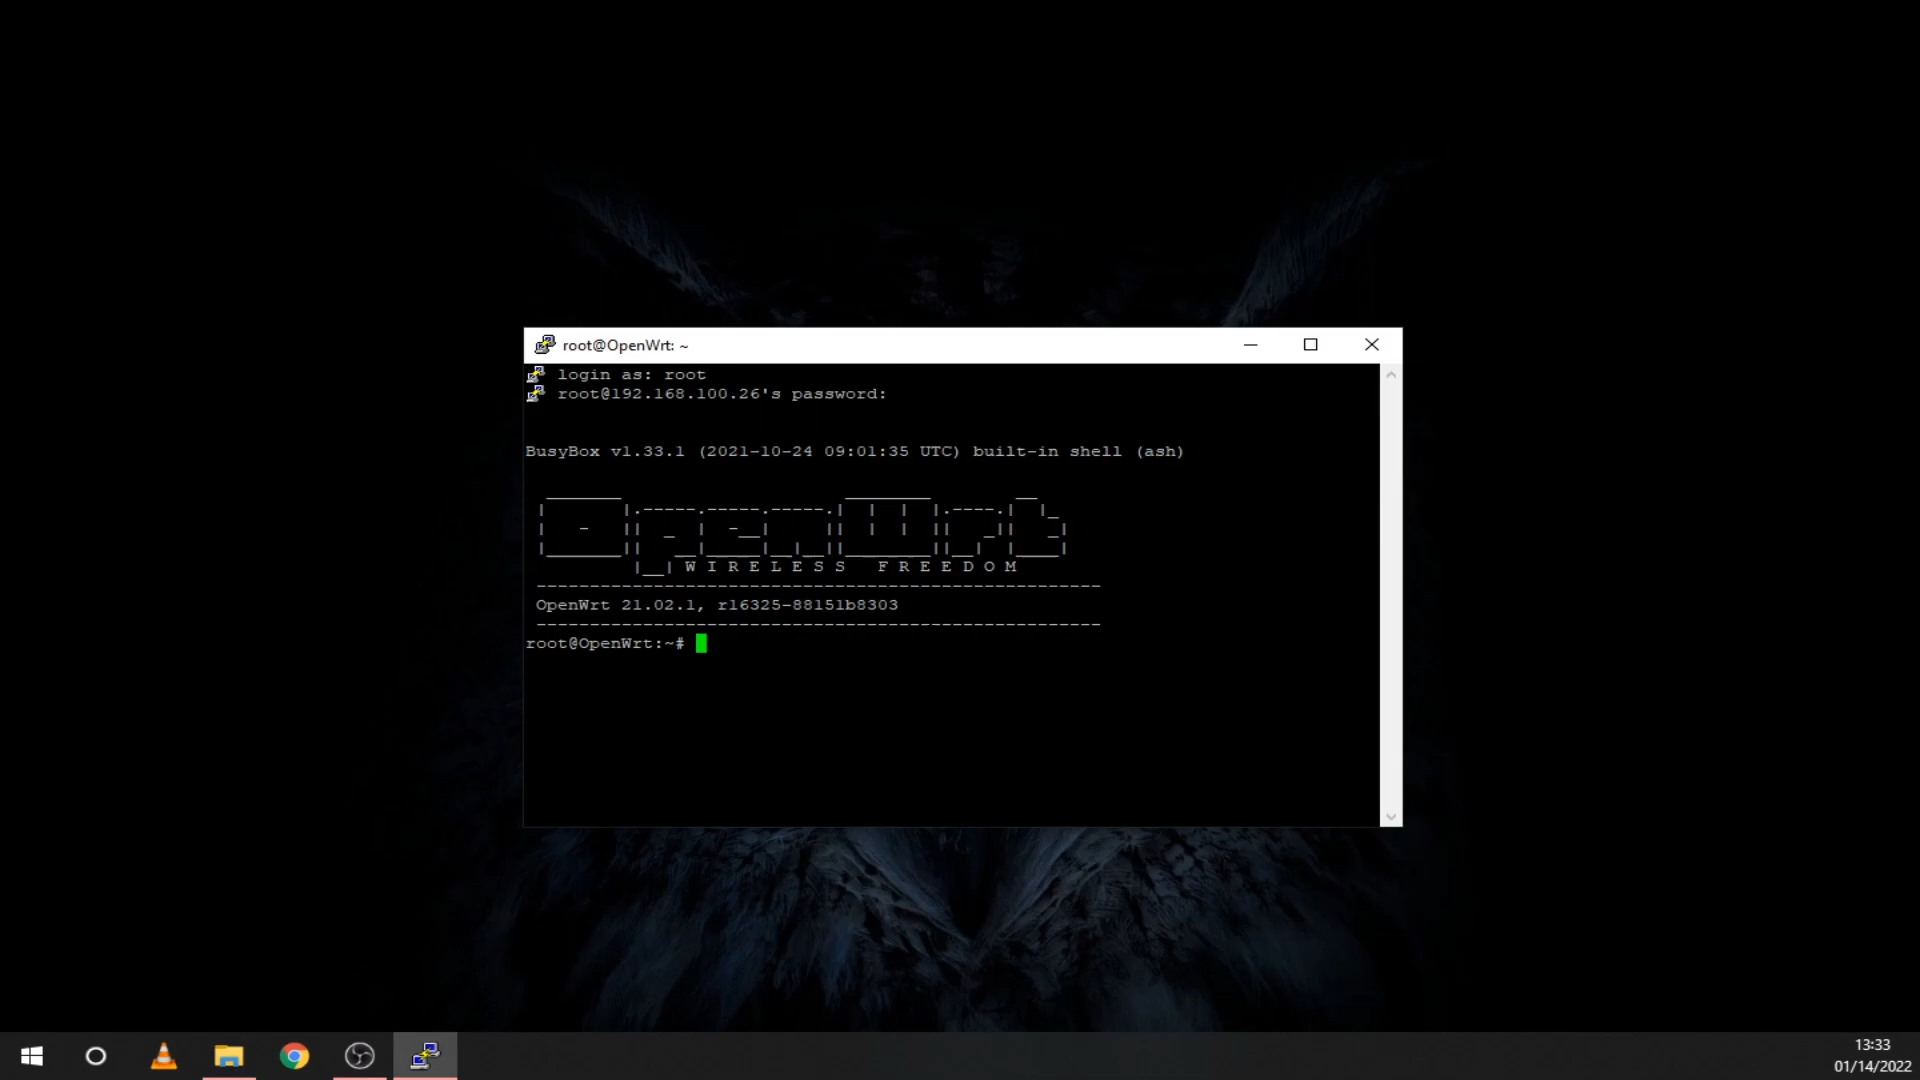 root@OpenWrt: ~
login as: root
root@192.168.100.26's password:
BusyBox v1.33.1 (2021-10-24 09:01:35 UTC) built-in shell (ash)
OpenWrt
W I R E L E S S   F R E E D O M
-----------------------------------------------------
OpenWrt 21.02.1, r16325-88151b8303
-----------------------------------------------------
root@OpenWrt:~#
13:33
01/14/2022